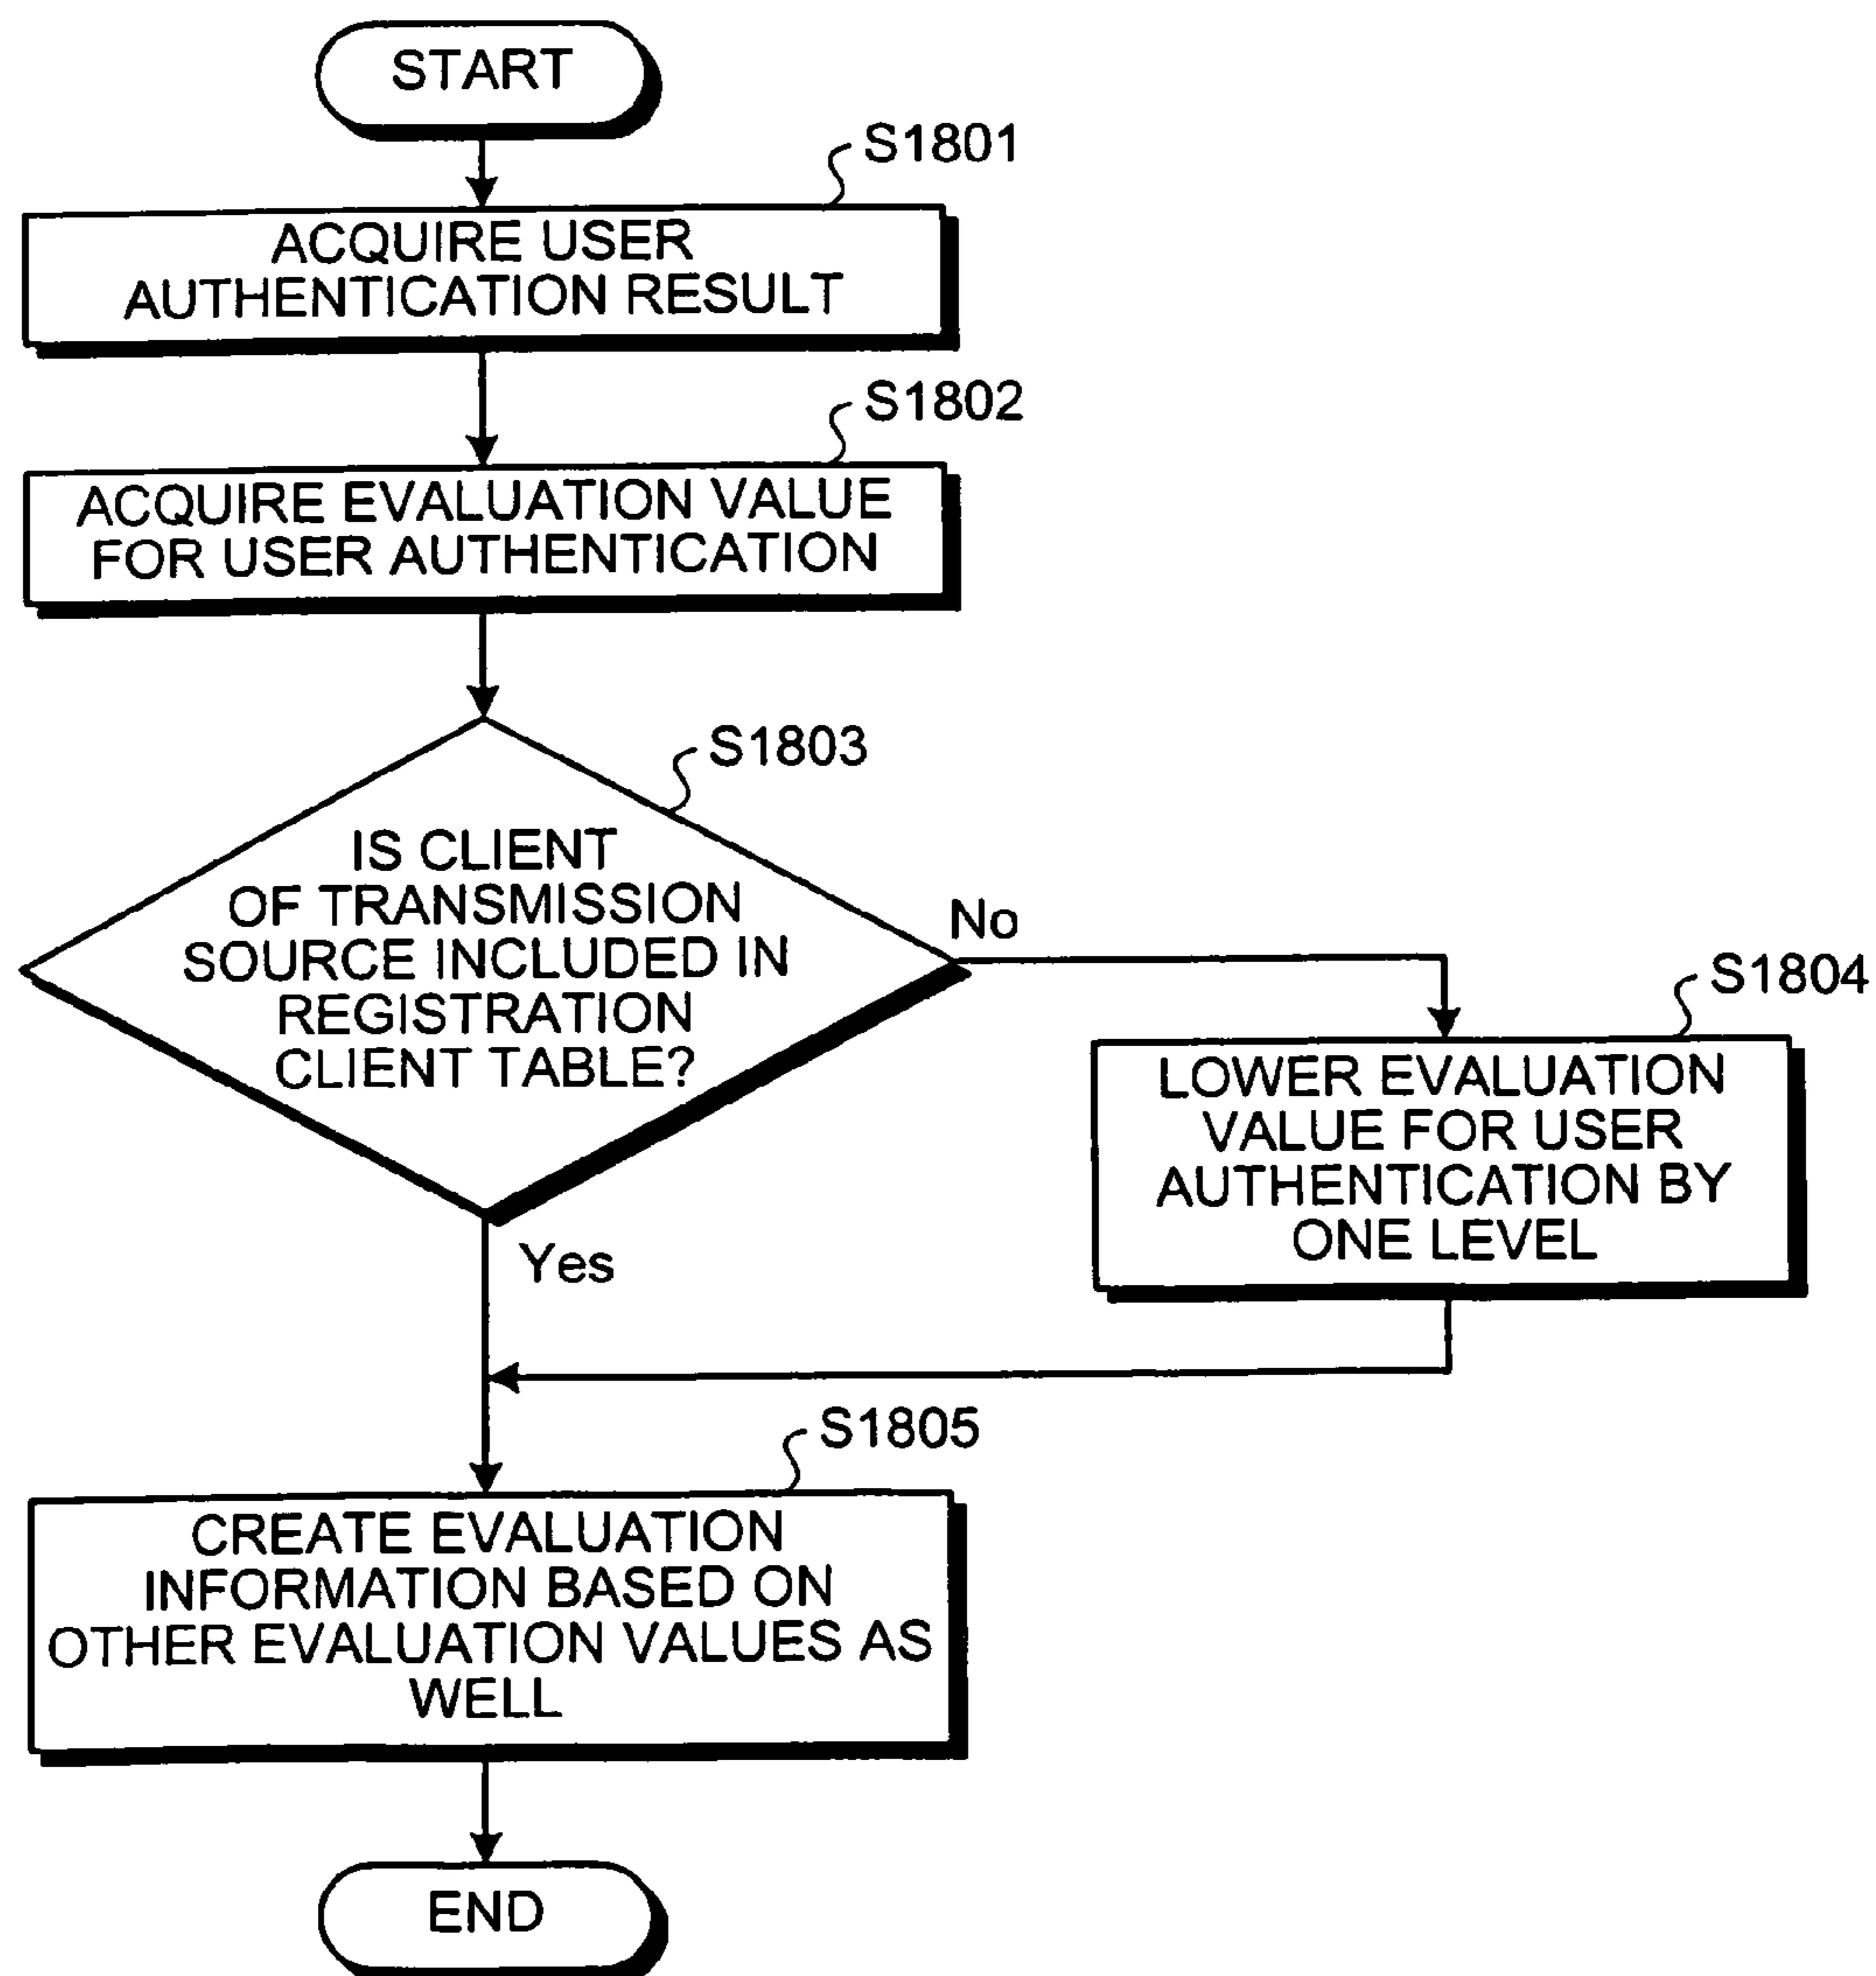 START
S1801
ACQUIRE USER
AUTHENTICATION RESULT
S1802
ACQUIRE EVALUATION VALUE
FOR USER AUTHENTICATION
S1803
IS CLIENT
OF TRANSMISSION
SOURCE INCLUDED IN
REGISTRATION
CLIENT TABLE?
No
S1804
LOWER EVALUATION
VALUE FOR USER
AUTHENTICATION BY
ONE LEVEL
Yes
S1805
CREATE EVALUATION
INFORMATION BASED ON
OTHER EVALUATION VALUES AS
WELL
END